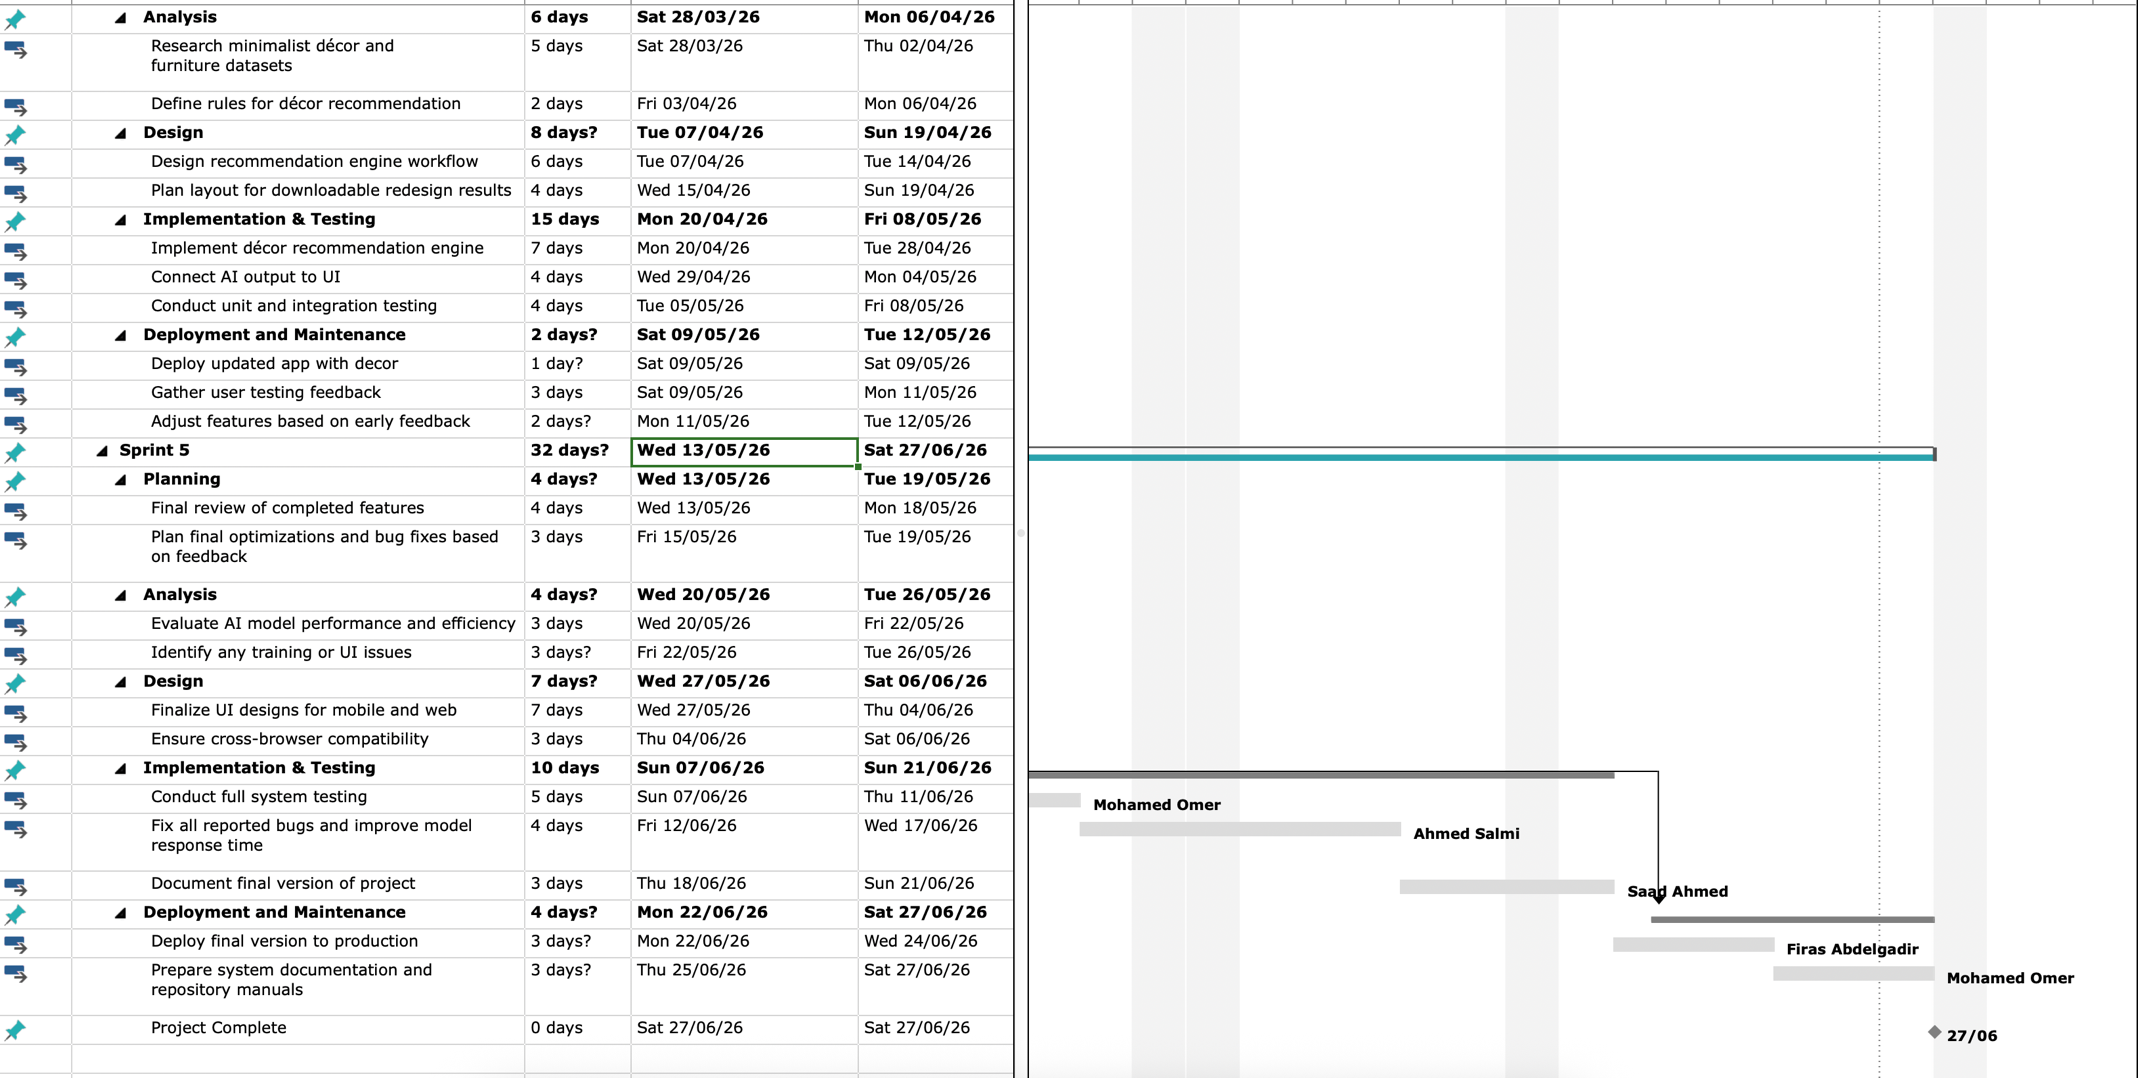 Analysis 6 days Sat 28/03/26 Mon 06/04/26
Research minimalist décor and 5 days Sat 28/03/26 Thu 02/04/26
furniture datasets
Define rules for décor recommendation 2 days Fri 03/04/26 Mon 06/04/26
Design 8 days? Tue 07/04/26 Sun 19/04/26
Design recommendation engine workflow 6 days Tue 07/04/26 Tue 14/04/26
Plan layout for downloadable redesign results 4 days Wed 15/04/26 Sun 19/04/26
Implementation & Testing 15 days Mon 20/04/26 Fri 08/05/26
Implement décor recommendation engine 7 days Mon 20/04/26 Tue 28/04/26
Connect AI output to UI 4 days Wed 29/04/26 Mon 04/05/26
Conduct unit and integration testing 4 days Tue 05/05/26 Fri 08/05/26
Deployment and Maintenance 2 days? Sat 09/05/26 Tue 12/05/26
Deploy updated app with decor 1 day? Sat 09/05/26 Sat 09/05/26
Gather user testing feedback 3 days Sat 09/05/26 Mon 11/05/26
Adjust features based on early feedback 2 days? Mon 11/05/26 Tue 12/05/26
Sprint 5 32 days? Wed 13/05/26 Sat 27/06/26
Planning 4 days? Wed 13/05/26 Tue 19/05/26
Final review of completed features 4 days Wed 13/05/26 Mon 18/05/26
Plan final optimizations and bug fixes based 3 days Fri 15/05/26 Tue 19/05/26
on feedback
Analysis 4 days? Wed 20/05/26 Tue 26/05/26
Evaluate AI model performance and efficiency 3 days Wed 20/05/26 Fri 22/05/26
Identify any training or UI issues 3 days? Fri 22/05/26 Tue 26/05/26
Design 7 days? Wed 27/05/26 Sat 06/06/26
Finalize UI designs for mobile and web 7 days Wed 27/05/26 Thu 04/06/26
Ensure cross-browser compatibility 3 days Thu 04/06/26 Sat 06/06/26
Implementation & Testing 10 days Sun 07/06/26 Sun 21/06/26
Conduct full system testing 5 days Sun 07/06/26 Thu 11/06/26 Mohamed Omer
Fix all reported bugs and improve model 4 days Fri 12/06/26 Wed 17/06/26 Ahmed Salmi
response time
Document final version of project 3 days Thu 18/06/26 Sun 21/06/26 Saad Ahmed
Deployment and Maintenance 4 days? Mon 22/06/26 Sat 27/06/26
Deploy final version to production 3 days? Mon 22/06/26 Wed 24/06/26 Firas Abdelgadir
Prepare system documentation and 3 days? Thu 25/06/26 Sat 27/06/26 Mohamed Omer
repository manuals
Project Complete 0 days Sat 27/06/26 Sat 27/06/26 27/06